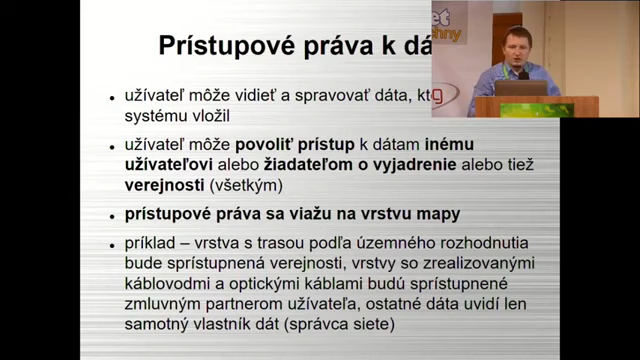 Prístupové práva k dá
užívateľ môže vidieť a spravovať dáta, kto
systému vložil
užívateľ môže povoliť prístup k dátam inému
užívateľovi alebo žiadateľom o vyjadrenie alebo tiež
verejnosti (všetkým)
prístupové práva sa viažu na vrstvu mapy
príklad – vrstva s trasou podľa územného rozhodnutia
bude sprístupnená verejnosti, vrstvy so zrealizovanými
káblovodmi a optickými káblami budú sprístupnené
zmluvným partnerom užívateľa, ostatné dáta uvidí len
samotný vlastník dát (správca siete)